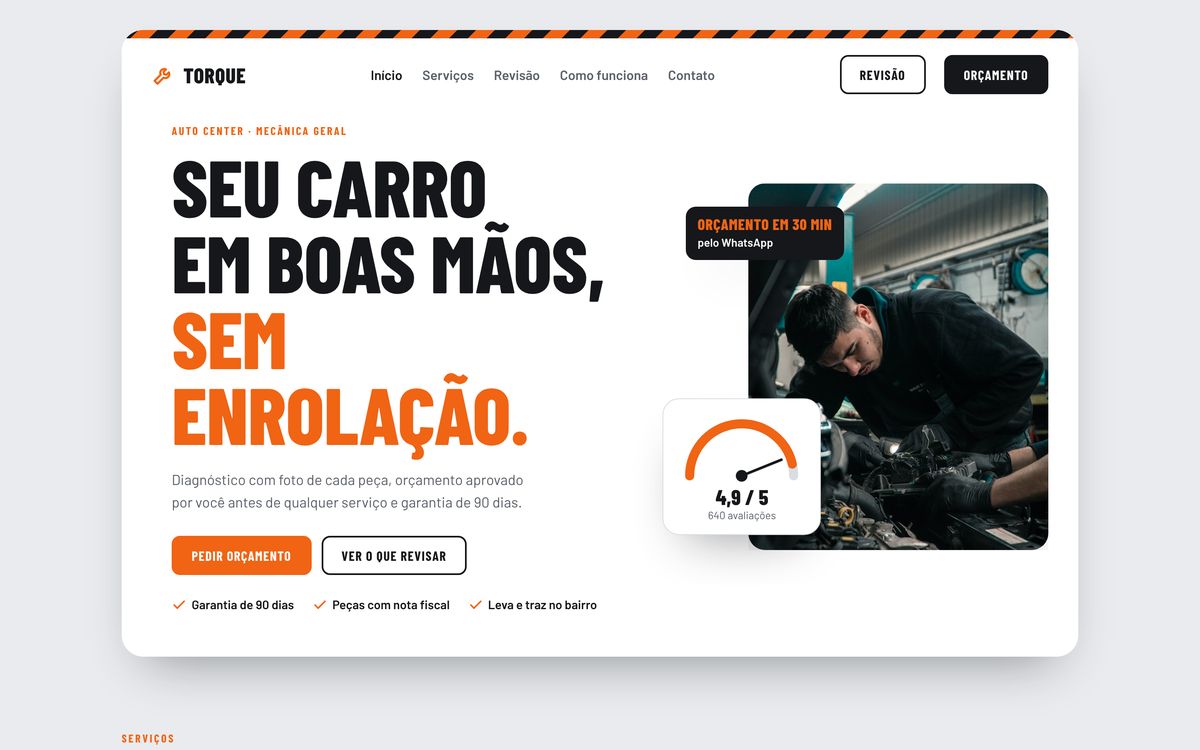 TORQUE
Início
Serviços
Revisão
Como funciona
Contato
REVISÃO
ORÇAMENTO
AUTO CENTER · MECÂNICA GERAL
SEU CARRO
EM BOAS MÃOS,
SEM
ENROLAÇÃO.
Diagnóstico com foto de cada peça, orçamento aprovado
por você antes de qualquer serviço e garantia de 90 dias.
PEDIR ORÇAMENTO
VER O QUE REVISAR
Garantia de 90 dias
Peças com nota fiscal
Leva e traz no bairro
ORÇAMENTO EM 30 MIN
pelo WhatsApp
4,9 / 5
640 avaliações
SERVIÇOS